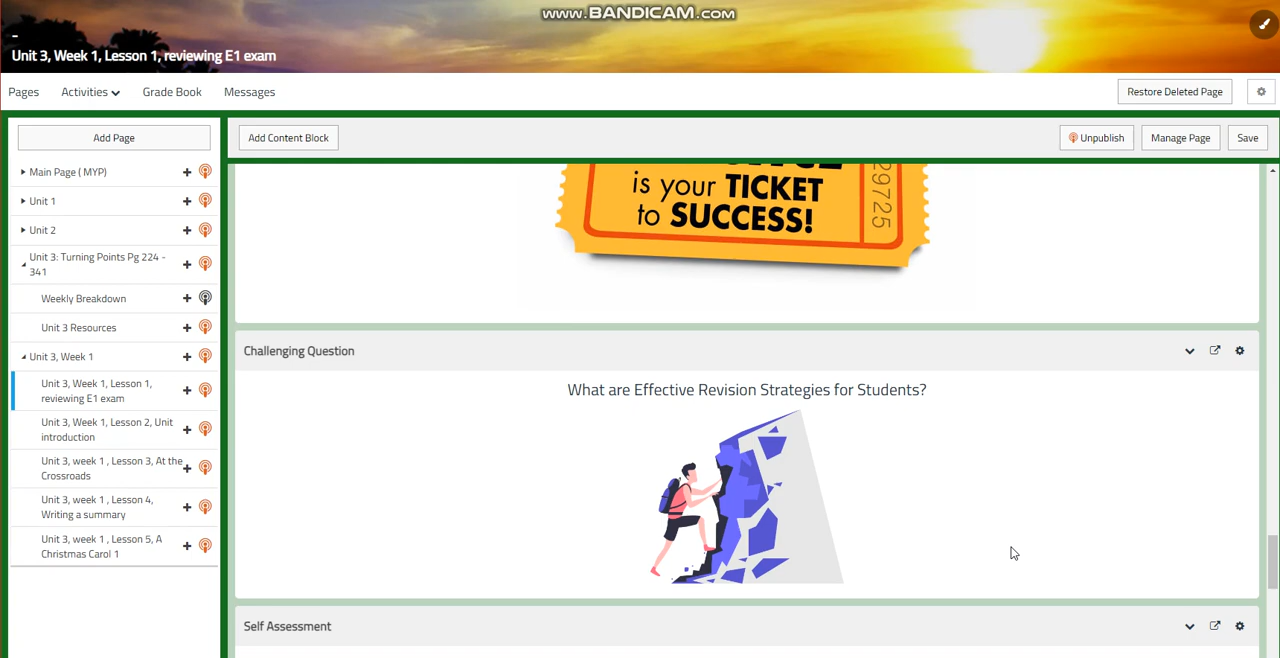 www.BANDICAM.com
-
Unit 3, Week 1, Lesson 1, reviewing E1 exam
Pages
Activities
Grade Book
Messages
Restore Deleted Page
Add Page
Main Page ( MYP)
Unit 1
Unit 2
Unit 3: Turning Points Pg 224 -
341
Weekly Breakdown
Unit 3 Resources
Unit 3, Week 1
Unit 3, Week 1, Lesson 1,
reviewing E1 exam
Unit 3, Week 1, Lesson 2, Unit
introduction
Unit 3, week 1 , Lesson 3, At the
Crossroads
Unit 3, week 1 , Lesson 4,
Writing a summary
Unit 3, week 1 , Lesson 5, A
Christmas Carol 1
Add Content Block
Unpublish
Manage Page
Save
is your TICKET
to SUCCESS!
29725
Challenging Question
What are Effective Revision Strategies for Students?
Self Assessment